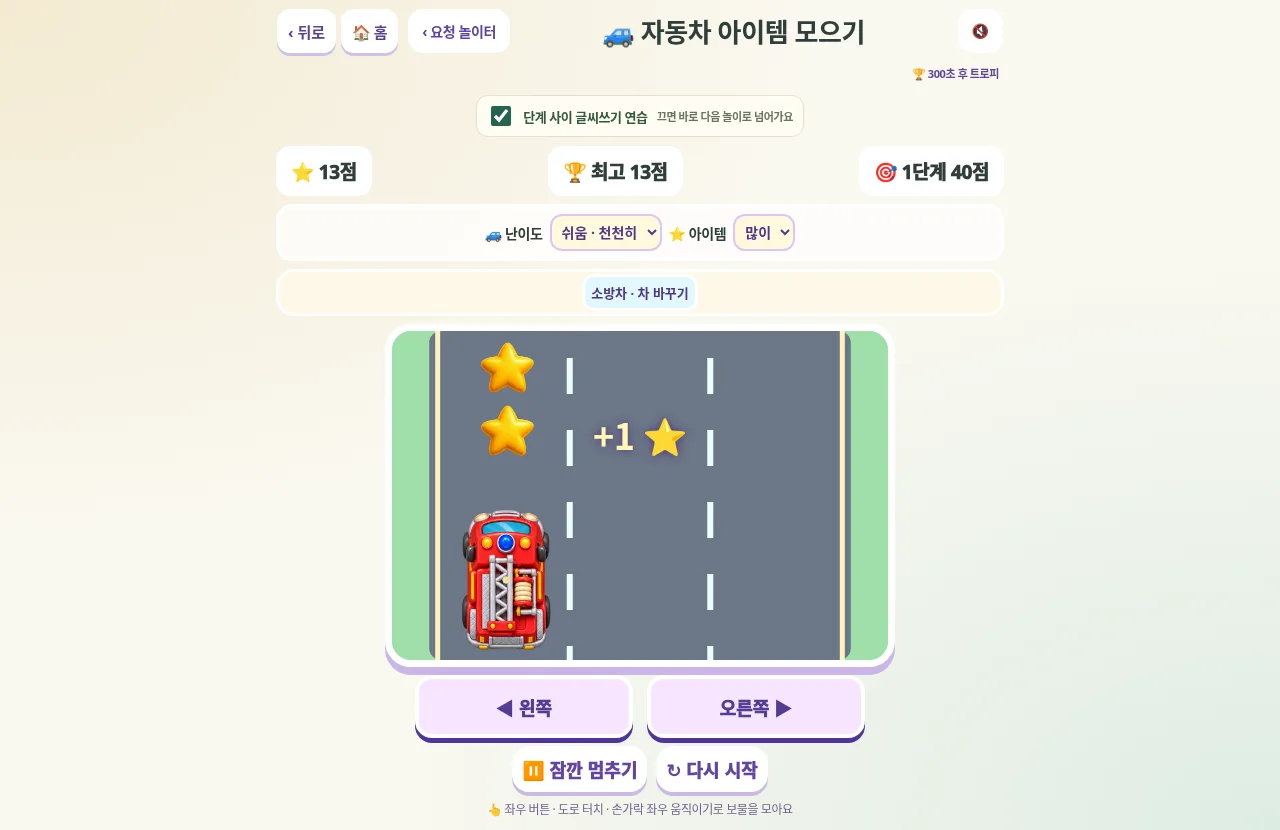 ‹ 뒤로 🏠 홈 ‹ 요청 놀이터 🚙 자동차 아이템 모으기 🔇
🏆 300초 후 트로피
단계 사이 글씨쓰기 연습 끄면 바로 다음 놀이로 넘어가요
⭐ 13점 🏆 최고 13점 🎯 1단계 40점
🚙 난이도 쉬움 · 천천히 ⭐ 아이템 많이
소방차 · 차 바꾸기
+1 ⭐
◀ 왼쪽 오른쪽 ▶
⏸ 잠깐 멈추기 ↻ 다시 시작
👆 좌우 버튼 · 도로 터치 · 손가락 좌우 움직이기로 보물을 모아요